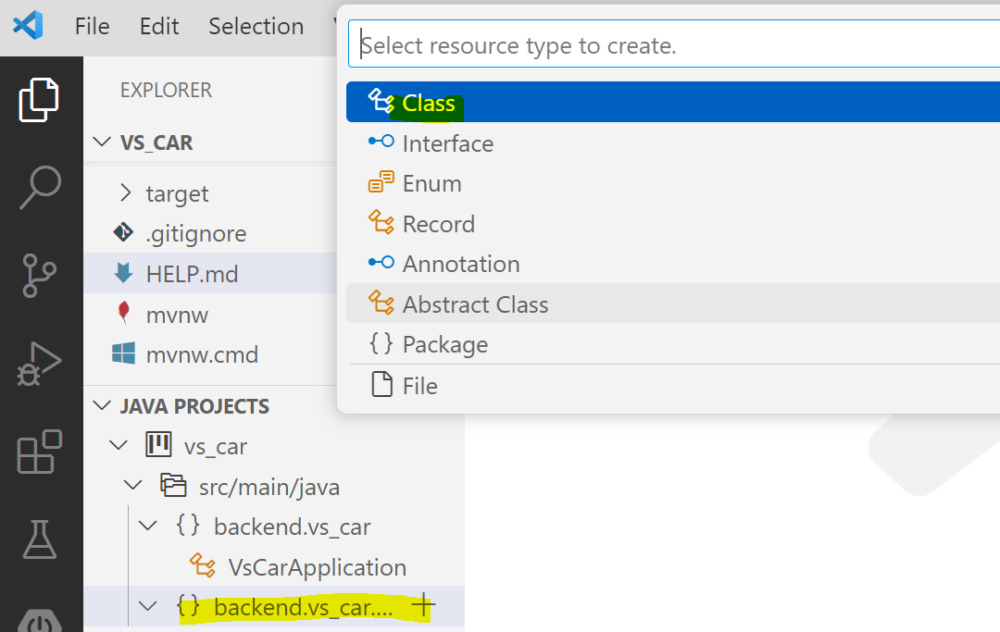 File Edit Selection
Select resource type to create.
EXPLORER
VS_CAR
target
.gitignore
HELP.md
mvnw
mvnw.cmd
Class
Interface
Enum
Record
Annotation
Abstract Class
{} Package
File
JAVA PROJECTS
vs_car
src/main/java
{} backend.vs_car
VsCarApplication
{} backend.vs_car.... +